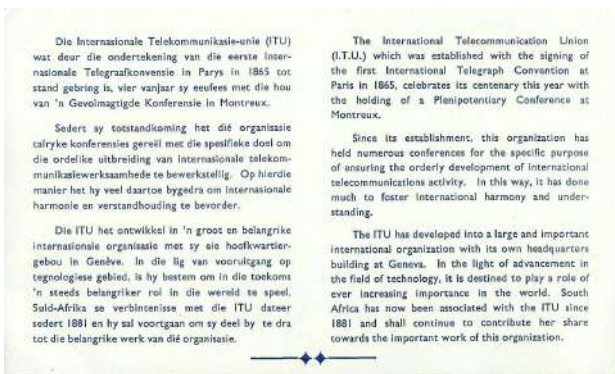 Die Internasionale Telekommunikasie-unie (ITU)
wat deur die ondertekening van die eerste Inter-
nasionale Telegraafkonvensie in Parys in 1865 tot
stand gebring is, vier vanjaar sy eeufees met die hou
van 'n Gevolmagtigde Konferensie in Montreux.
Sedert sy totstandkoming het dié organisasie
talryke konferensies gereël met die spesifieke doel om
die ordelike uitbreiding van internasionale telekom-
munikasiewerksaamhede te bewerkstellig. Op hierdie
manier het hy veel daartoe bygedra om internasionale
harmonie en verstandhouding te bevorder.
Die ITU het ontwikkel in 'n groot en belangrike
internasionale organisasie met sy eie hoofkwartier-
gebou in Genève. In die lig van vooruitgang op
tegnologiese gebied, is hy bestem om in die toekoms
'n steeds belangriker rol in die wereld te speel.
Suid-Afrika se verbintenisse met die ITU dateer
sedert 1881 en hy sal voortgaan om sy deel by te dra
tot die belangrike werk van dié organisasie.
The International Telecommunication Union
(I.T.U.) which was established with the signing of
the first International Telegraph Convention at
Paris in 1865, celebrates its centenary this year with
the holding of a Plenipotentiary Conference at
Montreux.
Since its establishment, this organization has
held numerous conferences for the specific purpose
of ensuring the orderly development of international
telecommunications activity. In this way, it has done
much to foster international harmony and under-
standing.
The ITU has developed into a large and important
international organization with its own headquarters
building at Geneva. In the light of advancement in
the field of technology, it is destined to play a role of
ever increasing importance in the world. South
Africa has now been associated with the ITU since
1881 and shall continue to contribute her share
towards the important work of this organization.